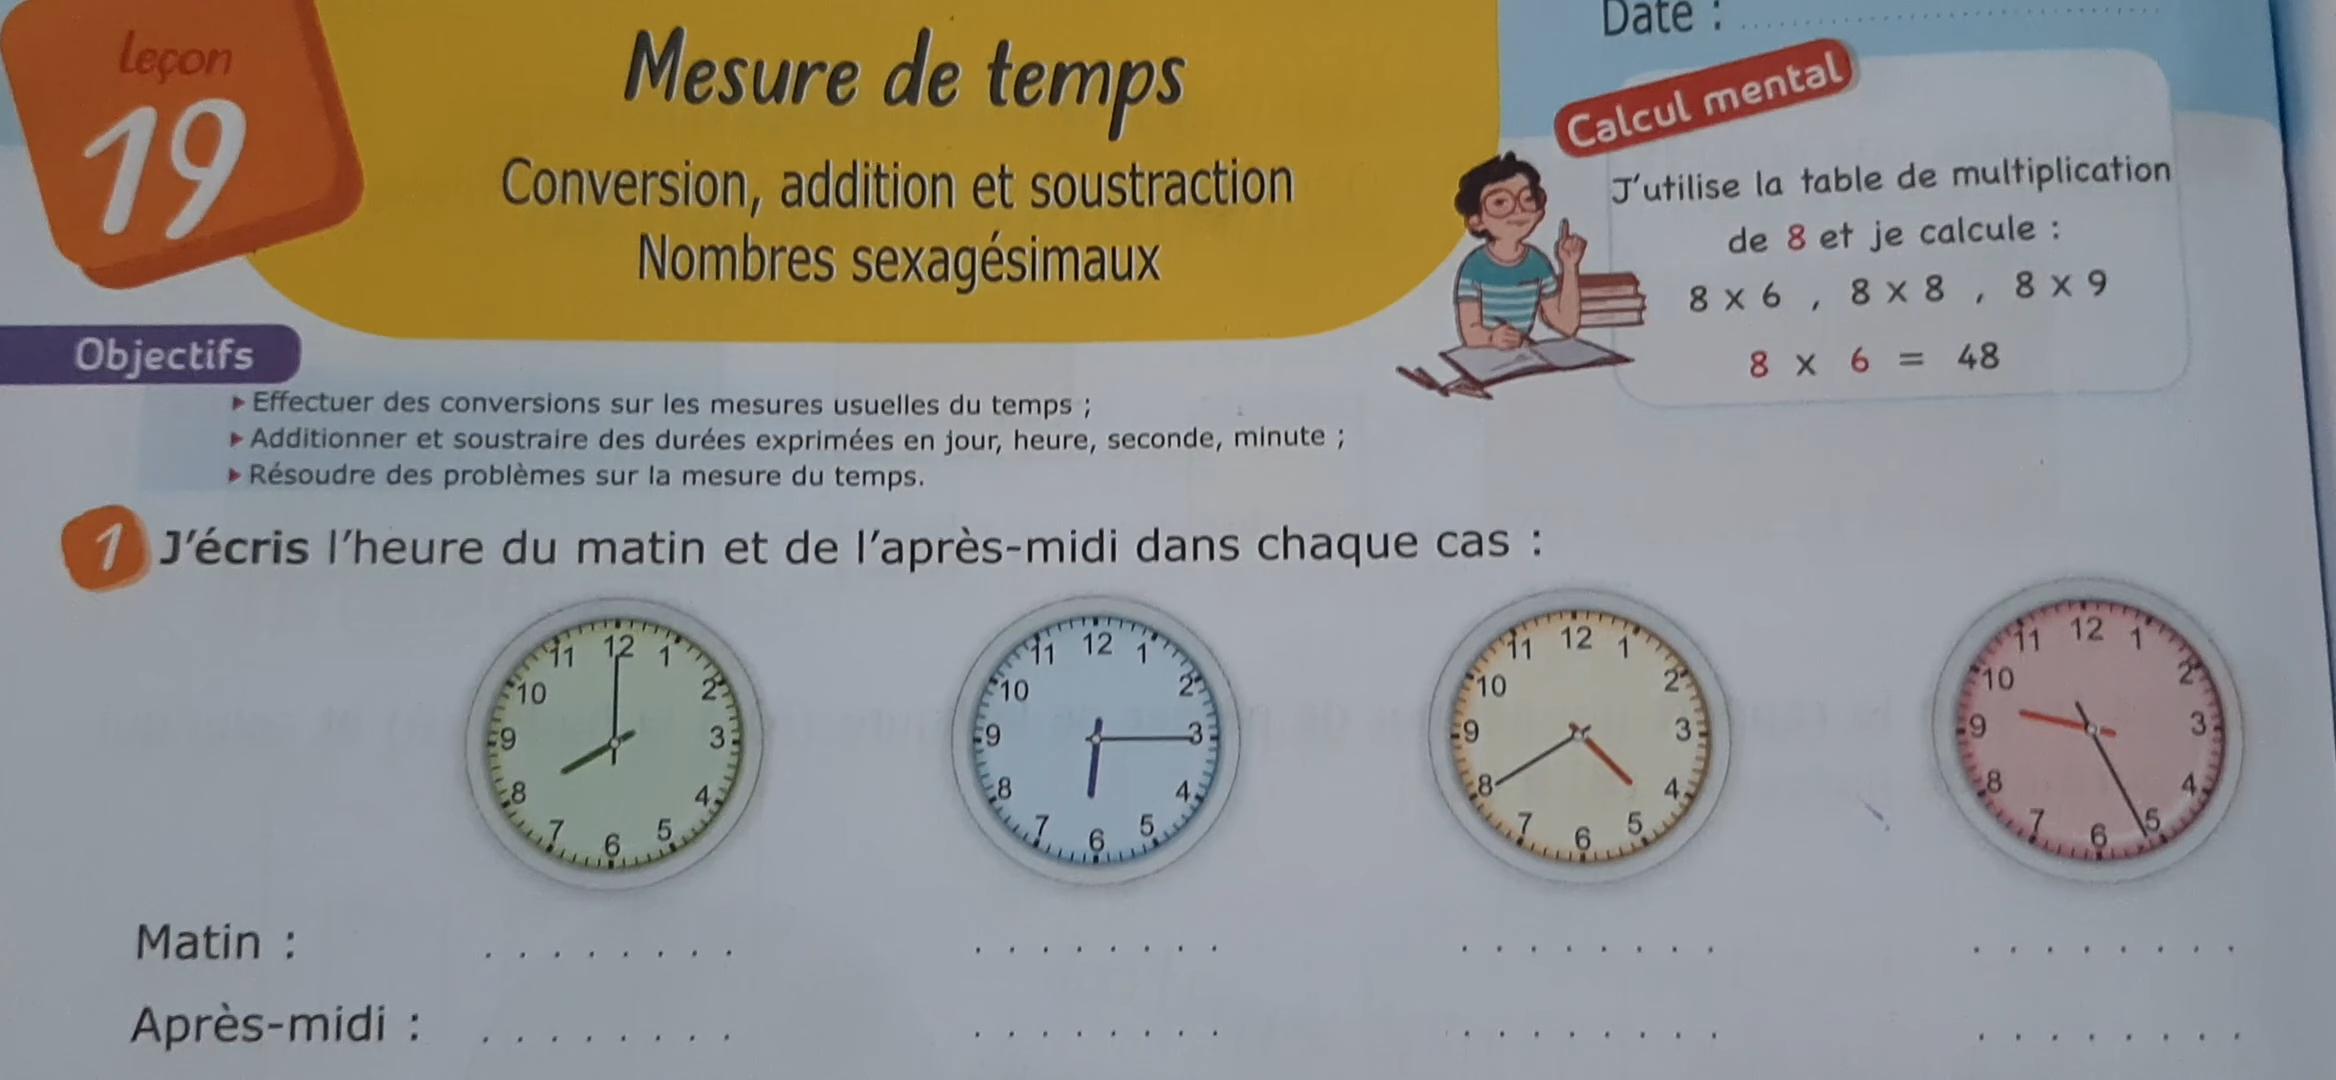 Leçon
19
Mesure de temps
Conversion, addition et soustraction
Nombres sexagésimaux
Date :
Calcul mental
J'utilise la table de multiplication
de 8 et je calcule :
8 x 6 , 8 x 8 , 8 x 9
8 x 6 = 48
Objectifs
Effectuer des conversions sur les mesures usuelles du temps ;
Additionner et soustraire des durées exprimées en jour, heure, seconde, minute ;
Résoudre des problèmes sur la mesure du temps.
1 J'écris l'heure du matin et de l'après-midi dans chaque cas :
12 1 2 3 4 5 6 7 8 9 10 11
12 1 2 3 4 5 6 7 8 9 10 11
12 1 2 3 4 5 6 7 8 9 10 11
12 1 2 3 4 5 6 7 8 9 10 11
Matin : ........ ........ ........ ........
Après-midi : ........ ........ ........ ........